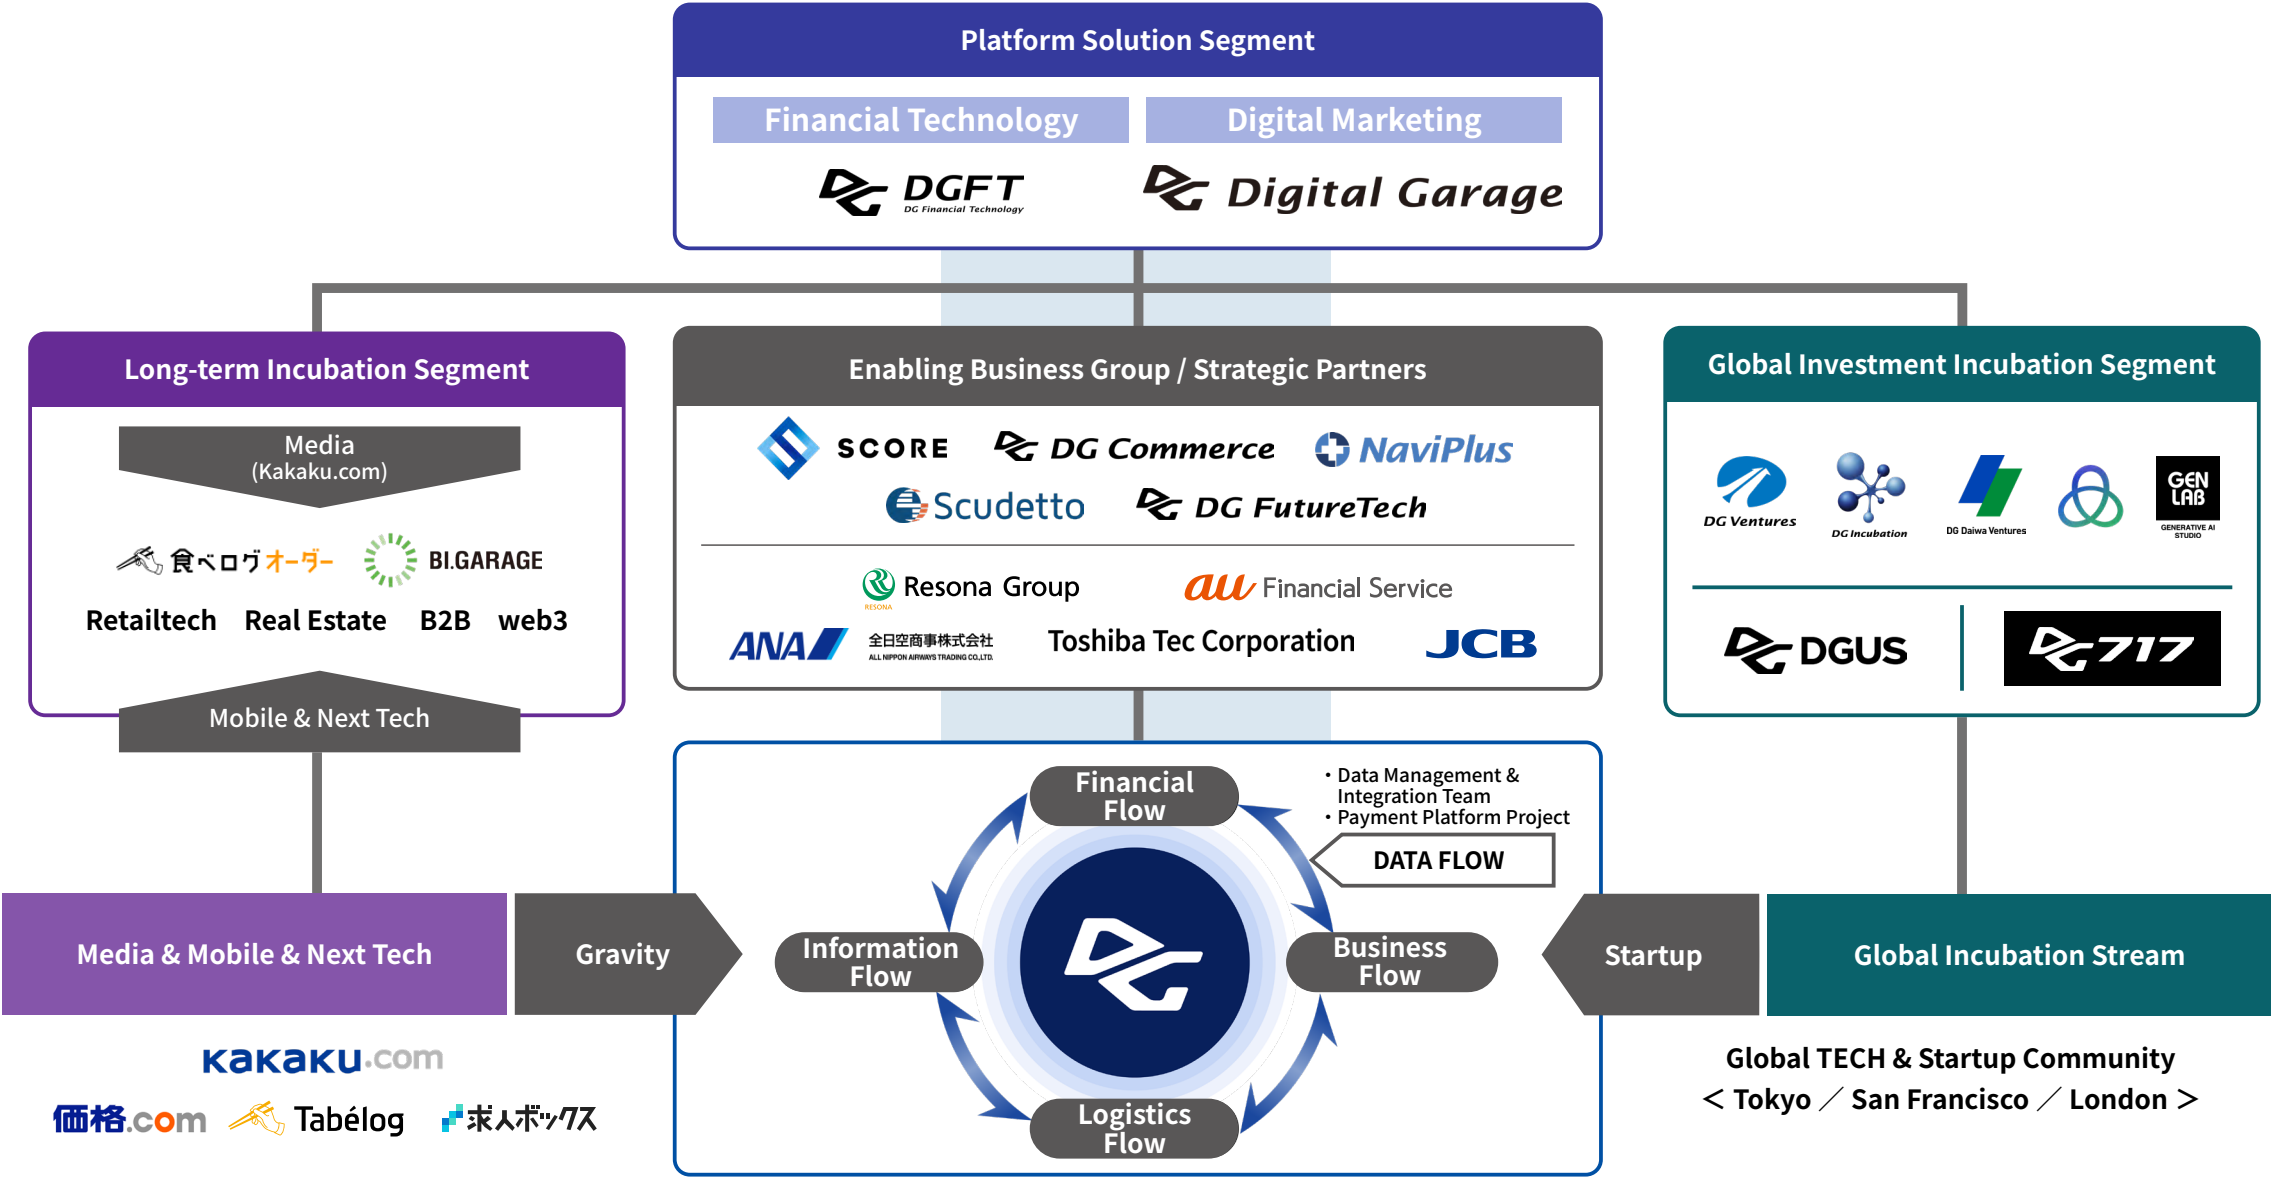 Platform Solution Segment
Financial Technology
Digital Marketing
DGFT
DG Financial Technology
Digital Garage
Long-term Incubation Segment
Media
(Kakaku.com)
食べログオーダー
BI.GARAGE
Retailtech Real Estate B2B web3
Mobile & Next Tech
Enabling Business Group / Strategic Partners
SCORE
DG Commerce
NaviPlus
Scudetto
DG FutureTech
RESONA
Resona Group
au Financial Service
ANA
全日空商事株式会社
ALL NIPPON AIRWAYS TRADING CO.,LTD.
Toshiba Tec Corporation
JCB
Global Investment Incubation Segment
DG Ventures
DG Incubation
DG Daiwa Ventures
GEN
LAB
GENERATIVE AI
STUDIO
DGUS
DG717
Financial
Flow
・Data Management &
Integration Team
・Payment Platform Project
DATA FLOW
Information
Flow
DG
Business
Flow
Logistics
Flow
Media & Mobile & Next Tech
Gravity
Startup
Global Incubation Stream
Kakaku.com
価格.com
Tabélog
求人ボックス
Global TECH & Startup Community
＜ Tokyo ／ San Francisco ／ London ＞